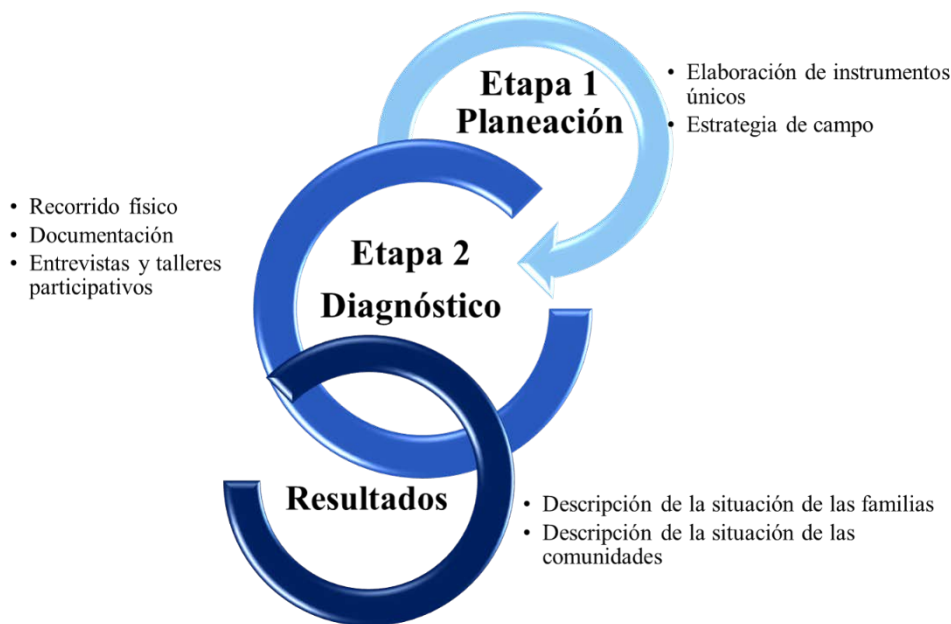 Etapa 1
Planeación
• Elaboración de instrumentos
únicos
• Estrategia de campo
• Recorrido físico
• Documentación
• Entrevistas y talleres
participativos
Etapa 2
Diagnóstico
Resultados
• Descripción de la situación de las familias
• Descripción de la situación de las
comunidades